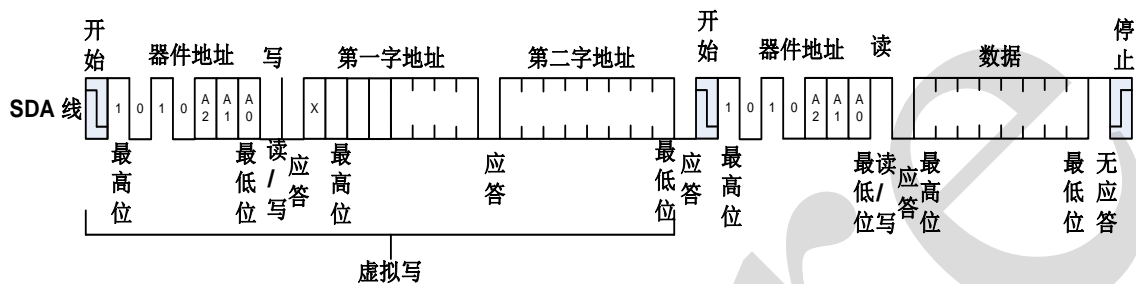 开始 器件地址 写 第一字地址 第二字地址 开始 器件地址 读 数据 停止
SDA 线 1 0 1 0 A2 A1 A0 X 1 0 1 0 A2 A1 A0
最高位 最低位 读/写 应答 最高位 应答 最低位 应答 最高位 最低位 读/写 应答 最高位 最低位 无应答
虚拟写